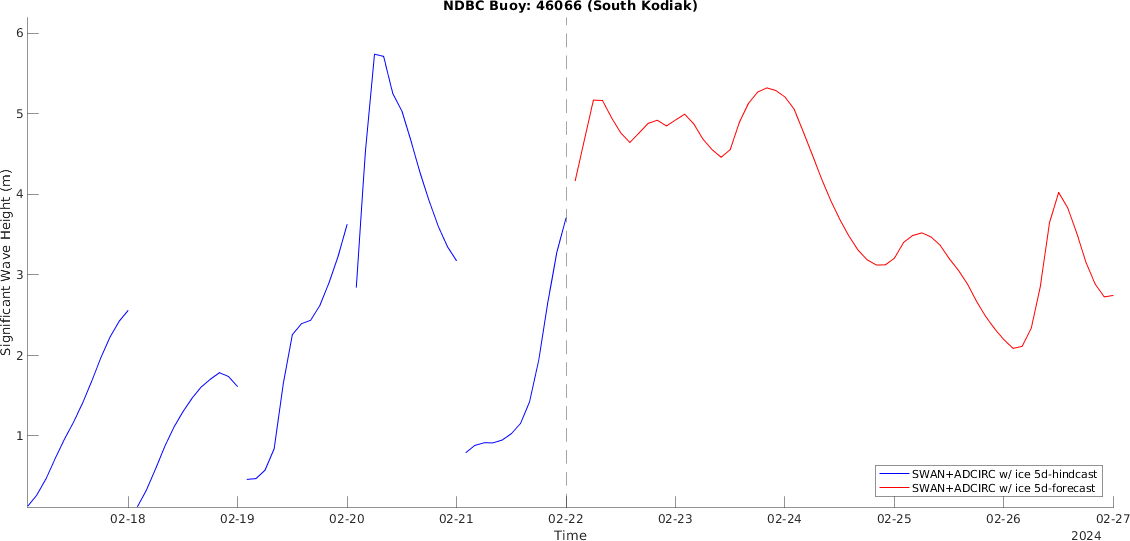 NDBC Buoy: 46066 (South Kodiak)
6
5
4
3
2
1
Significant Wave Height (m)
SWAN+ADCIRC w/ ice 5d-hindcast
SWAN+ADCIRC w/ ice 5d-forecast
02-18 02-19 02-20 02-21 02-22 02-23 02-24 02-25 02-26 02-27
Time
2024